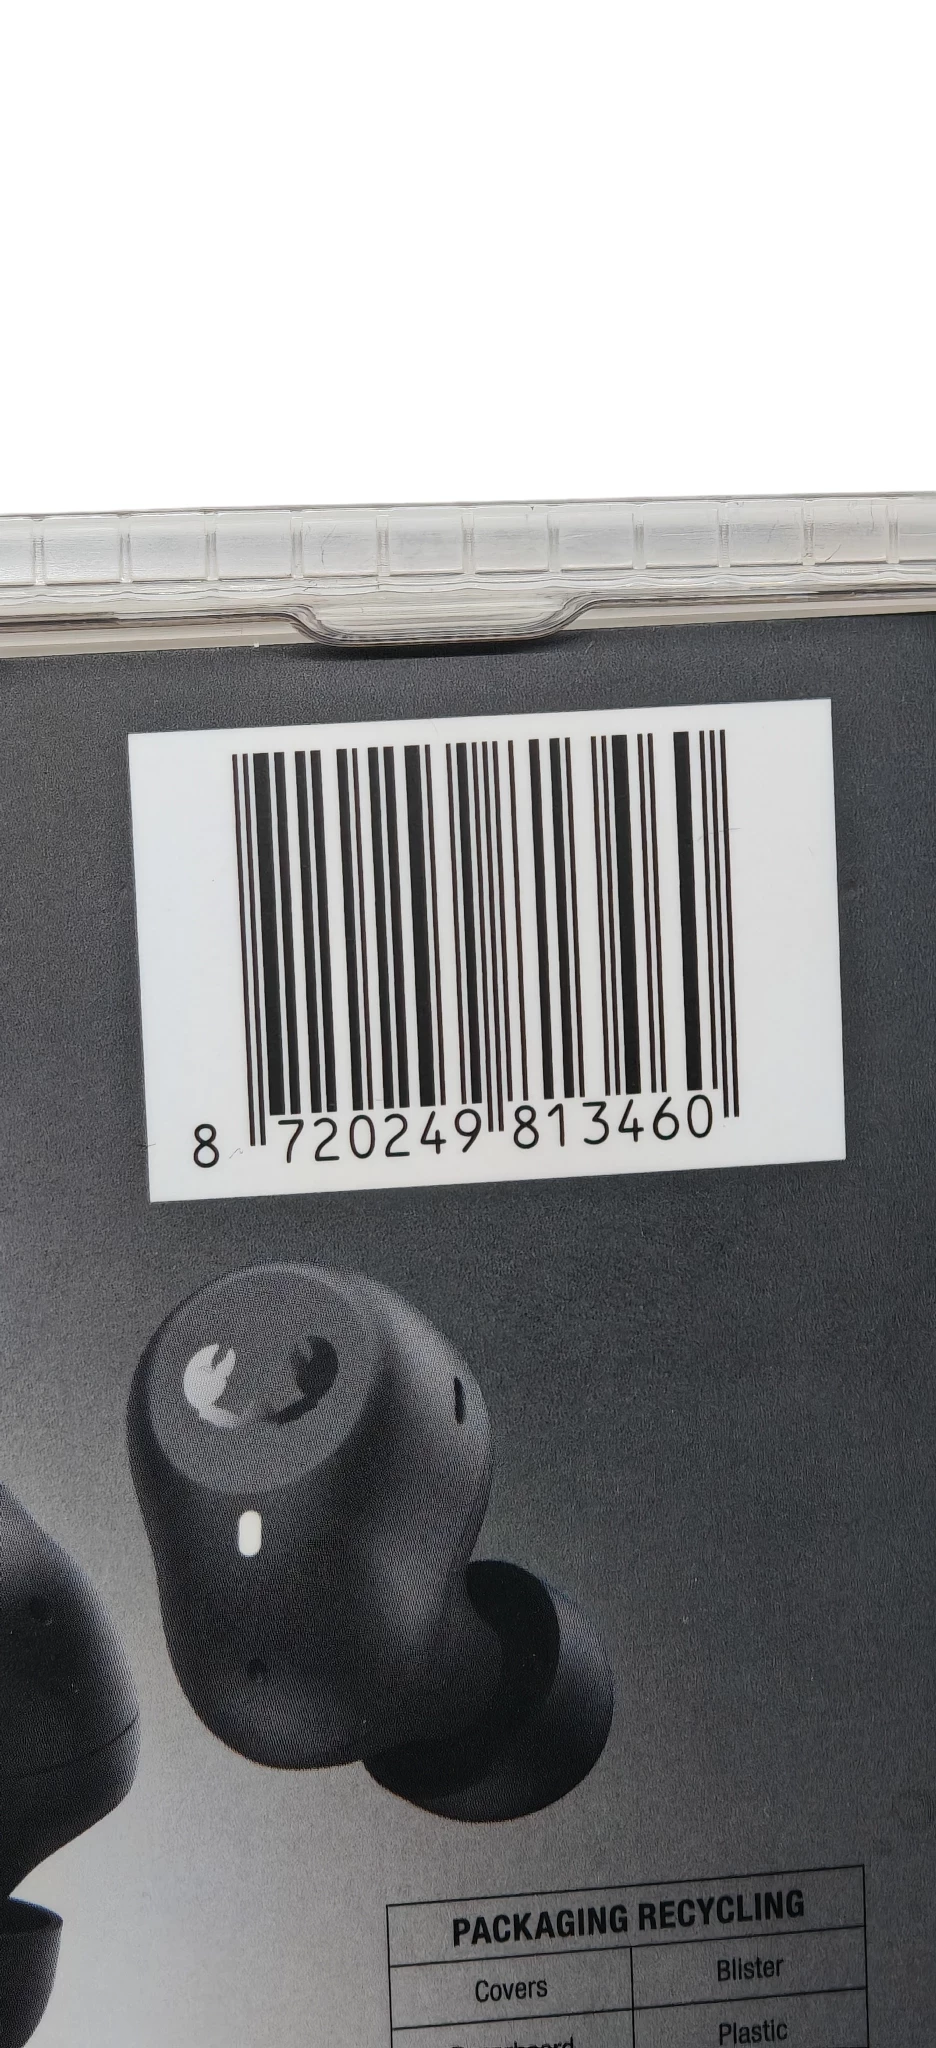 8 720249 813460
PACKAGING RECYCLING
Covers Blister
Plastic